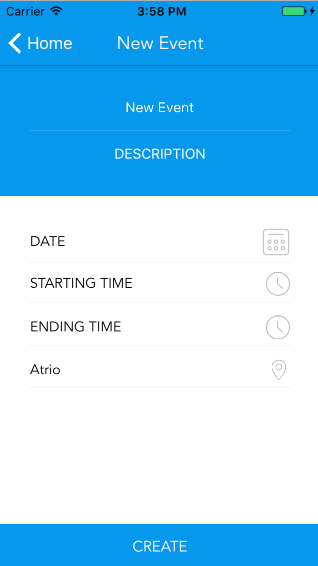 Carrier 3:58 PM
Home New Event
New Event
DESCRIPTION
DATE
STARTING TIME
ENDING TIME
Atrio
CREATE